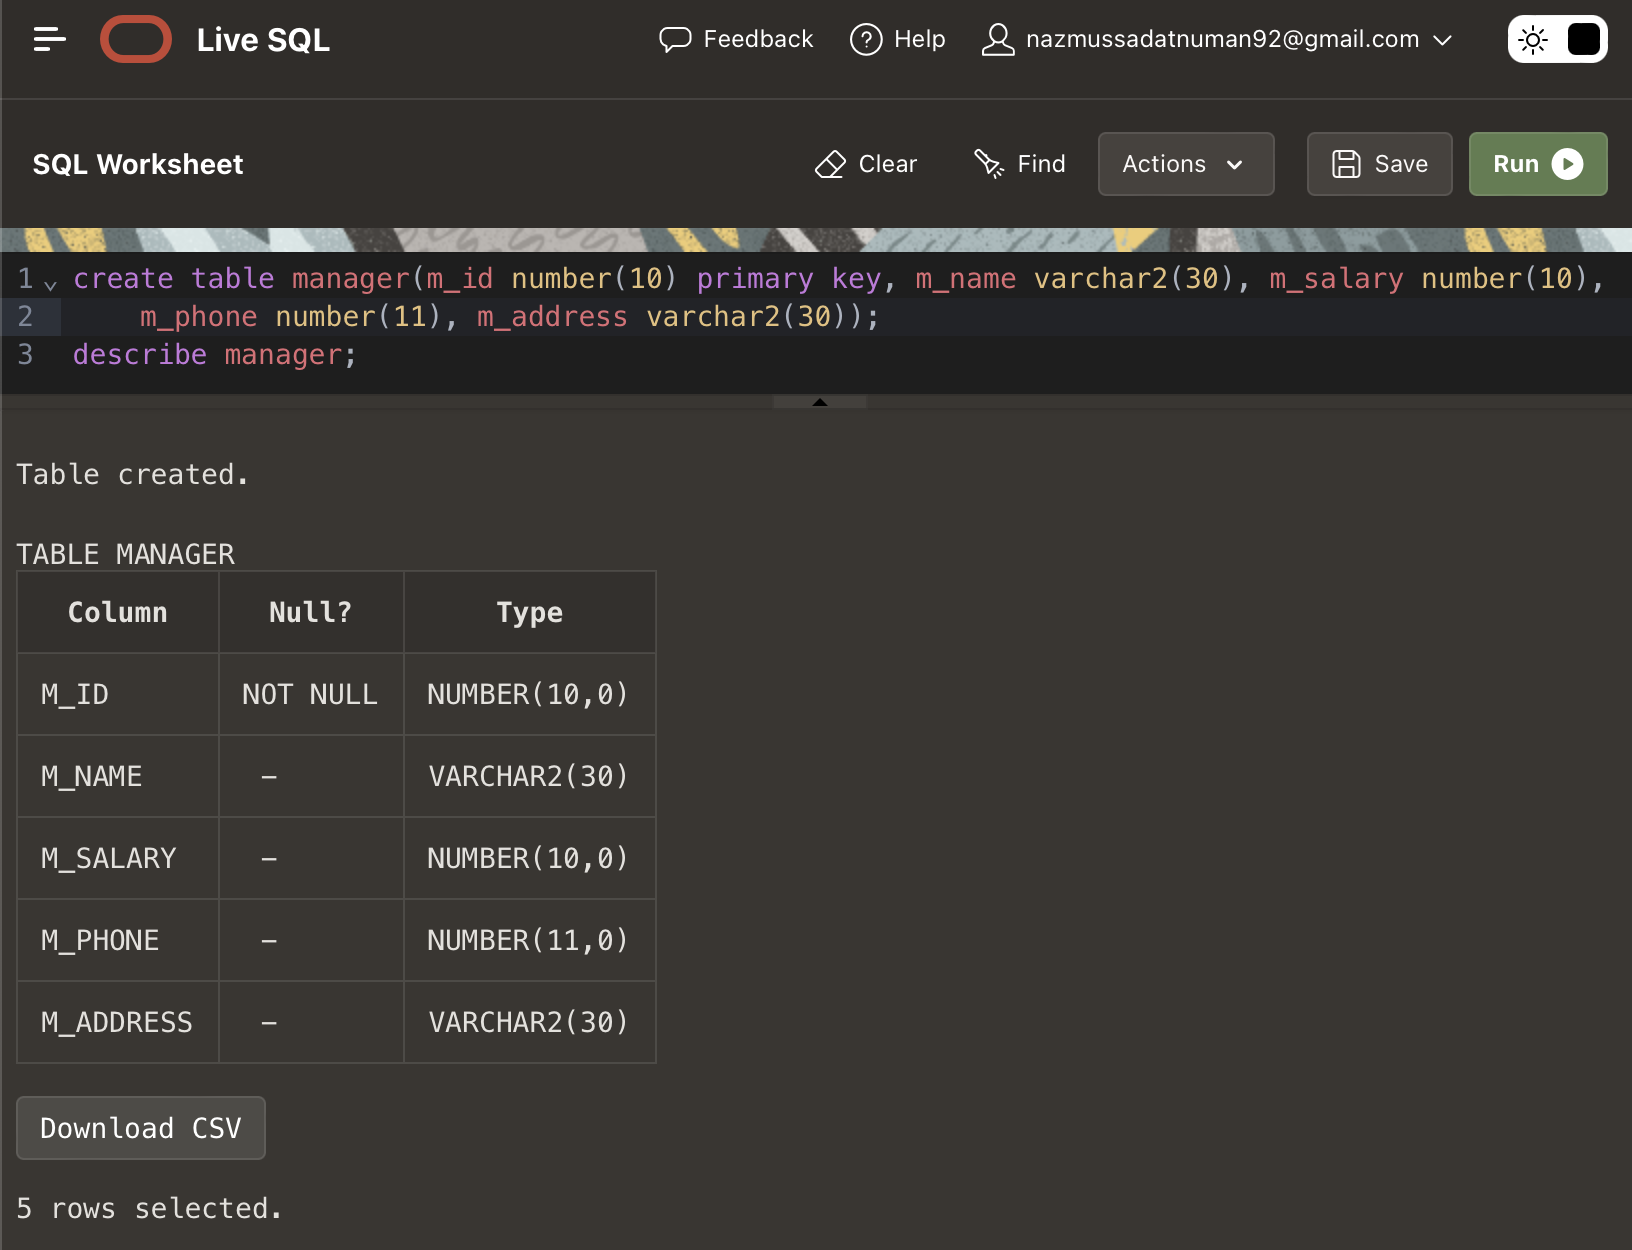 Live SQL Feedback Help nazmussadatnuman92@gmail.com
SQL Worksheet Clear Find Actions Save Run
1 create table manager(m_id number(10) primary key, m_name varchar2(30), m_salary number(10),
2 m_phone number(11), m_address varchar2(30));
3 describe manager;
Table created.
TABLE MANAGER
Column Null? Type
M_ID NOT NULL NUMBER(10,0)
M_NAME – VARCHAR2(30)
M_SALARY – NUMBER(10,0)
M_PHONE – NUMBER(11,0)
M_ADDRESS – VARCHAR2(30)
Download CSV
5 rows selected.